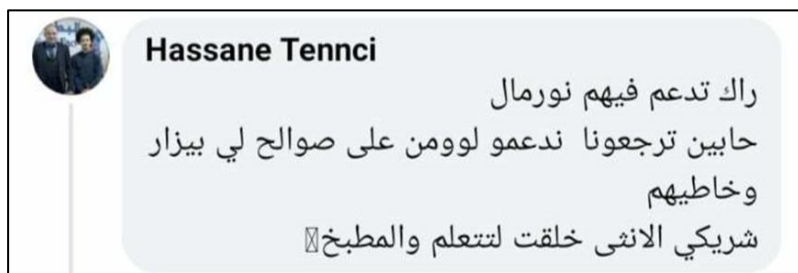 Hassane Tennci
راك تدعم فيهم نورمال
حابين ترجعونا ندعمو لوومن على صوالح لي بيزار
وخاطيهم
شريكي الانثى خلقت لتتعلم والمطبخ